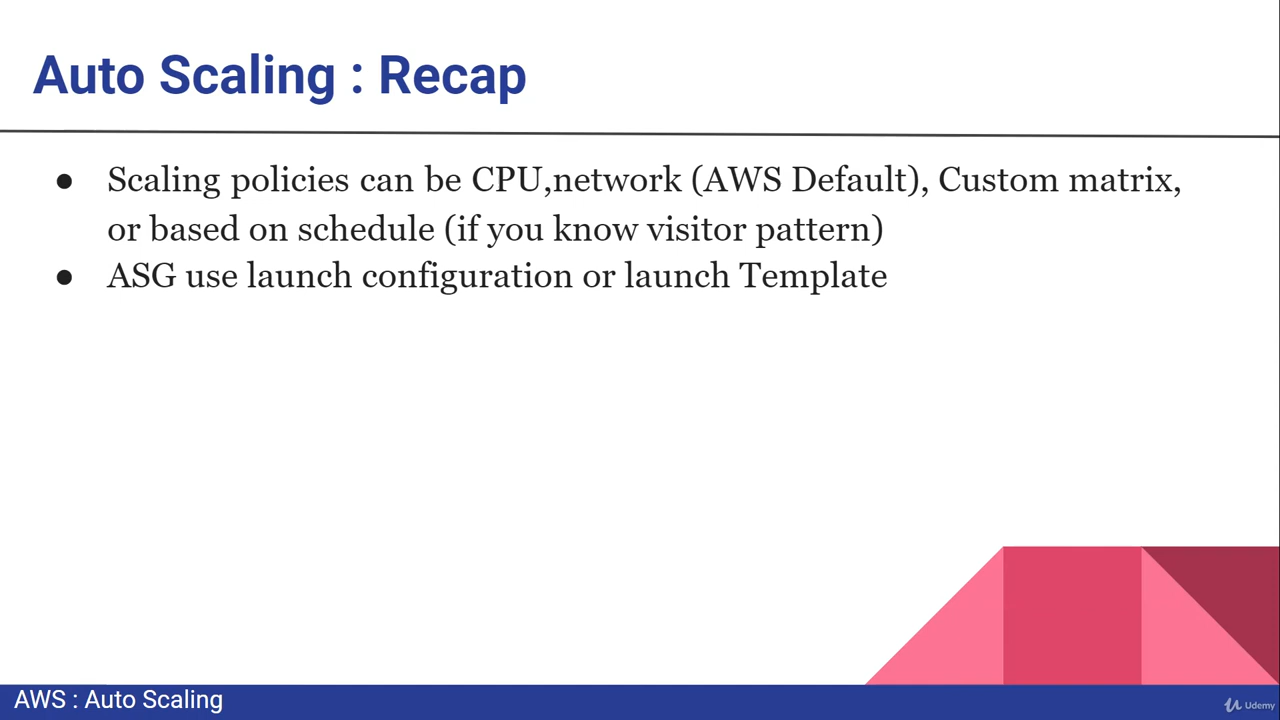 Auto Scaling : Recap
● Scaling policies can be CPU,network (AWS Default), Custom matrix,
or based on schedule (if you know visitor pattern)
● ASG use launch configuration or launch Template
AWS : Auto Scaling
Udemy